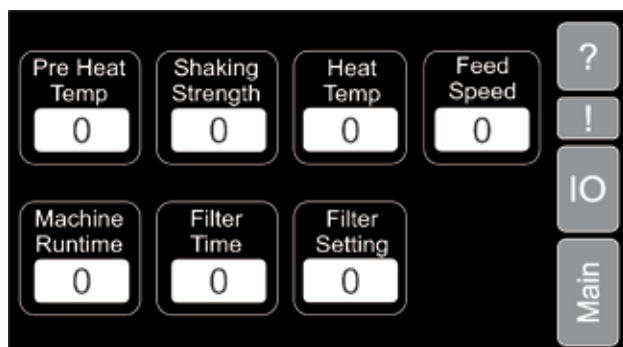 Pre Heat
Temp
0
Shaking
Strength
0
Heat
Temp
0
Feed
Speed
0
Machine
Runtime
0
Filter
Time
0
Filter
Setting
0
?
!
IO
Main